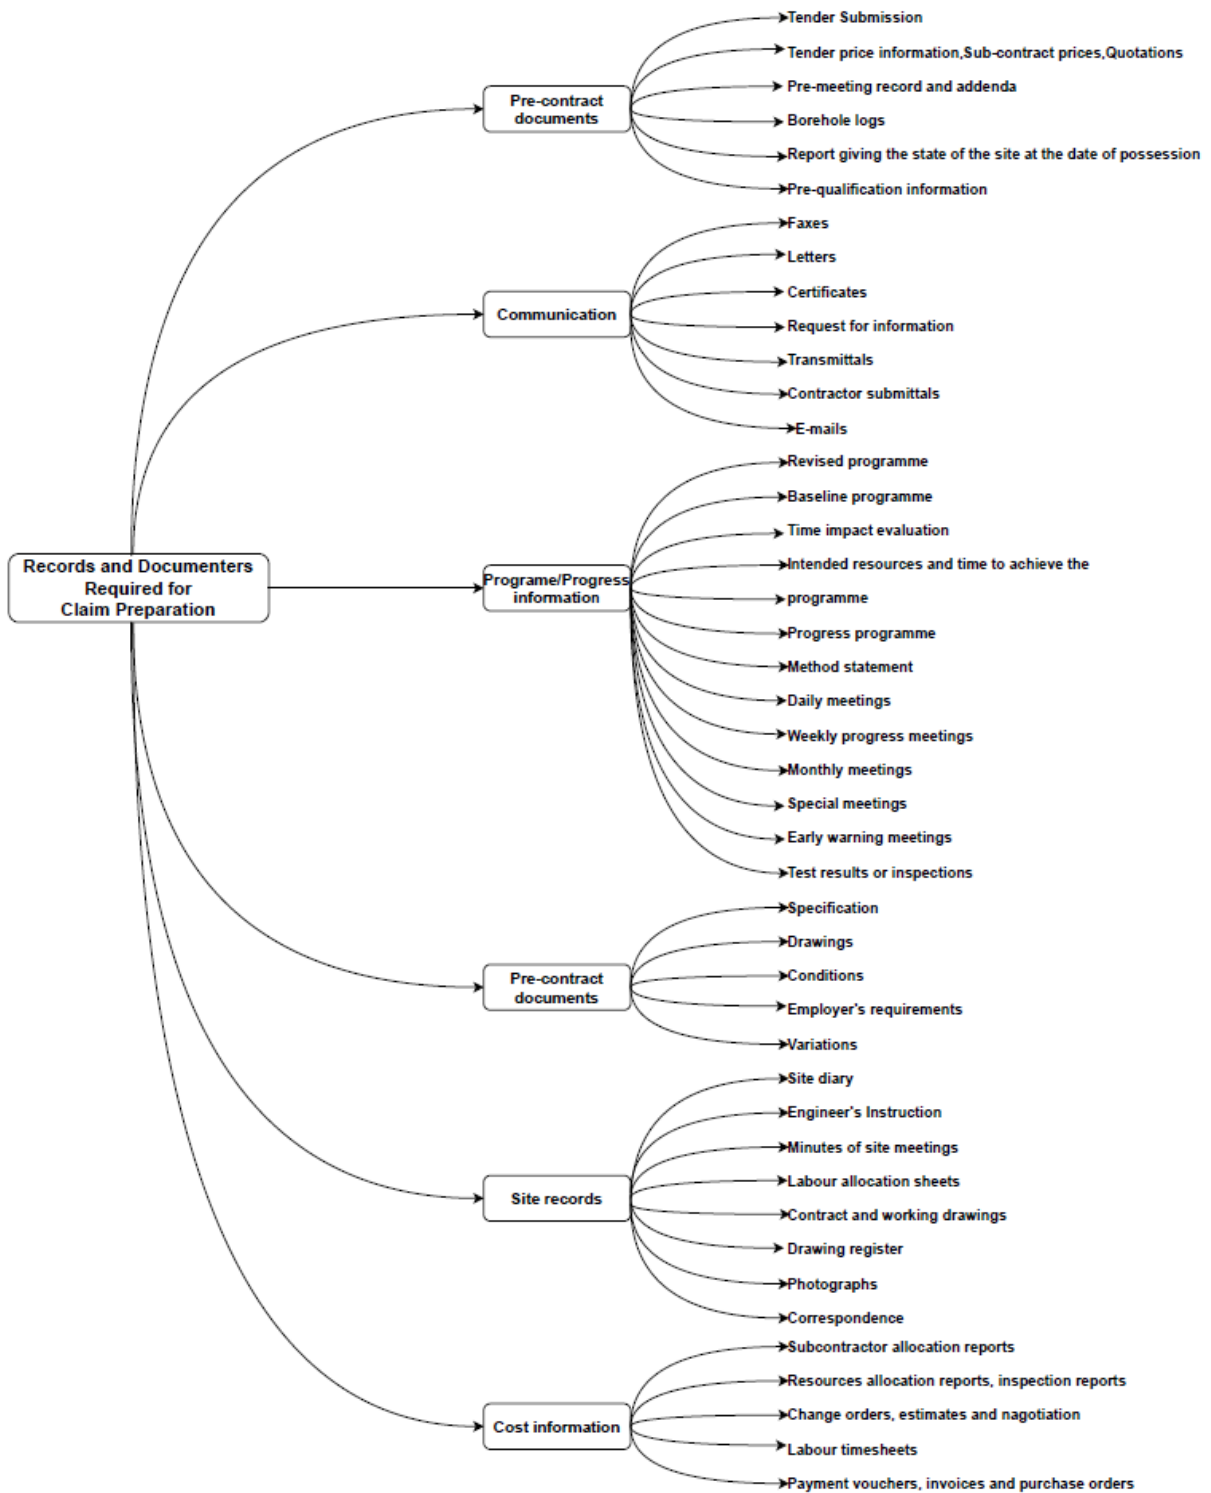 Records and Documenters
Required for
Claim Preparation
Pre-contract
documents
Tender Submission
Tender price information,Sub-contract prices,Quotations
Pre-meeting record and addenda
Borehole logs
Report giving the state of the site at the date of possession
Pre-qualification information
Communication
Faxes
Letters
Certificates
Request for information
Transmittals
Contractor submittals
E-mails
Programe/Progress
information
Revised programme
Baseline programme
Time impact evaluation
Intended resources and time to achieve the
programme
Progress programme
Method statement
Daily meetings
Weekly progress meetings
Monthly meetings
Special meetings
Early warning meetings
Test results or inspections
Pre-contract
documents
Specification
Drawings
Conditions
Employer's requirements
Variations
Site records
Site diary
Engineer's Instruction
Minutes of site meetings
Labour allocation sheets
Contract and working drawings
Drawing register
Photographs
Correspondence
Cost information
Subcontractor allocation reports
Resources allocation reports, inspection reports
Change orders, estimates and nagotiation
Labour timesheets
Payment vouchers, invoices and purchase orders